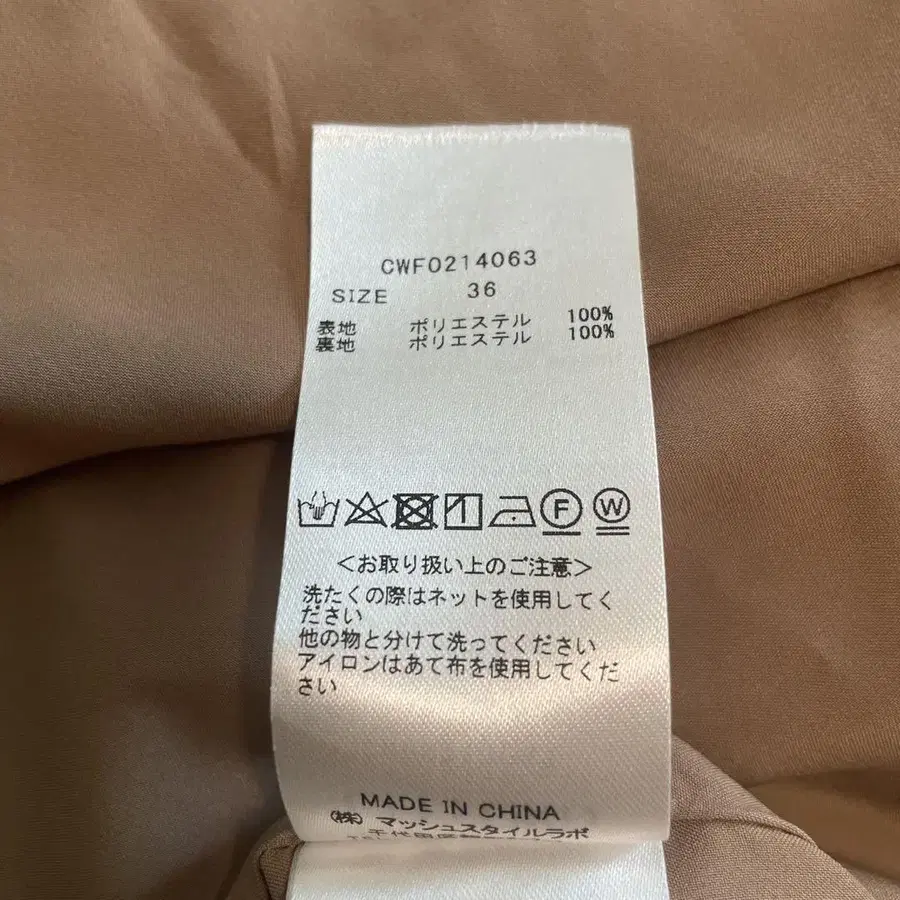 CWF0214063
SIZE 36
表地 ポリエステル 100%
裏地 ポリエステル 100%
F W
<お取り扱い上のご注意>
洗たくの際はネットを使用してく
ださい
他の物と分けて洗ってください
アイロンはあて布を使用してくだ
さい
MADE IN CHINA
(株) マッシュスタイルラボ